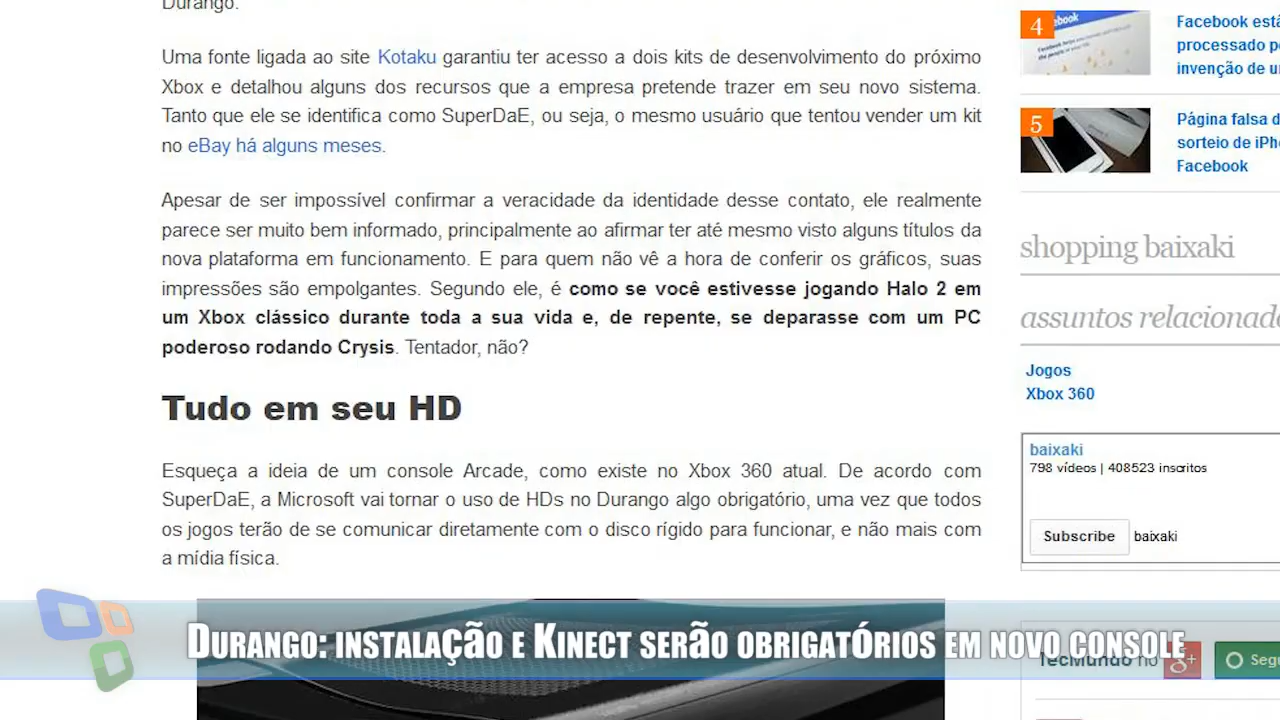 Durango.
Uma fonte ligada ao site Kotaku garantiu ter acesso a dois kits de desenvolvimento do próximo
Xbox e detalhou alguns dos recursos que a empresa pretende trazer em seu novo sistema.
Tanto que ele se identifica como SuperDaE, ou seja, o mesmo usuário que tentou vender um kit
no eBay há alguns meses.
Apesar de ser impossível confirmar a veracidade da identidade desse contato, ele realmente
parece ser muito bem informado, principalmente ao afirmar ter até mesmo visto alguns títulos da
nova plataforma em funcionamento. E para quem não vê a hora de conferir os gráficos, suas
impressões são empolgantes. Segundo ele, é como se você estivesse jogando Halo 2 em
um Xbox clássico durante toda a sua vida e, de repente, se deparasse com um PC
poderoso rodando Crysis. Tentador, não?
Tudo em seu HD
Esqueça a ideia de um console Arcade, como existe no Xbox 360 atual. De acordo com
SuperDaE, a Microsoft vai tornar o uso de HDs no Durango algo obrigatório, uma vez que todos
os jogos terão de se comunicar diretamente com o disco rígido para funcionar, e não mais com
a mídia física.
4
Facebook está
processado p
invenção de u
5
Página falsa d
sorteio de iPh
Facebook
shopping baixaki
assuntos relacionad
Jogos
Xbox 360
baixaki
798 vídeos | 408523 inscritos
Subscribe baixaki
TecMundo no g+ Segu
DURANGO: INSTALAÇÃO E KINECT SERÃO OBRIGATÓRIOS EM NOVO CONSOLE